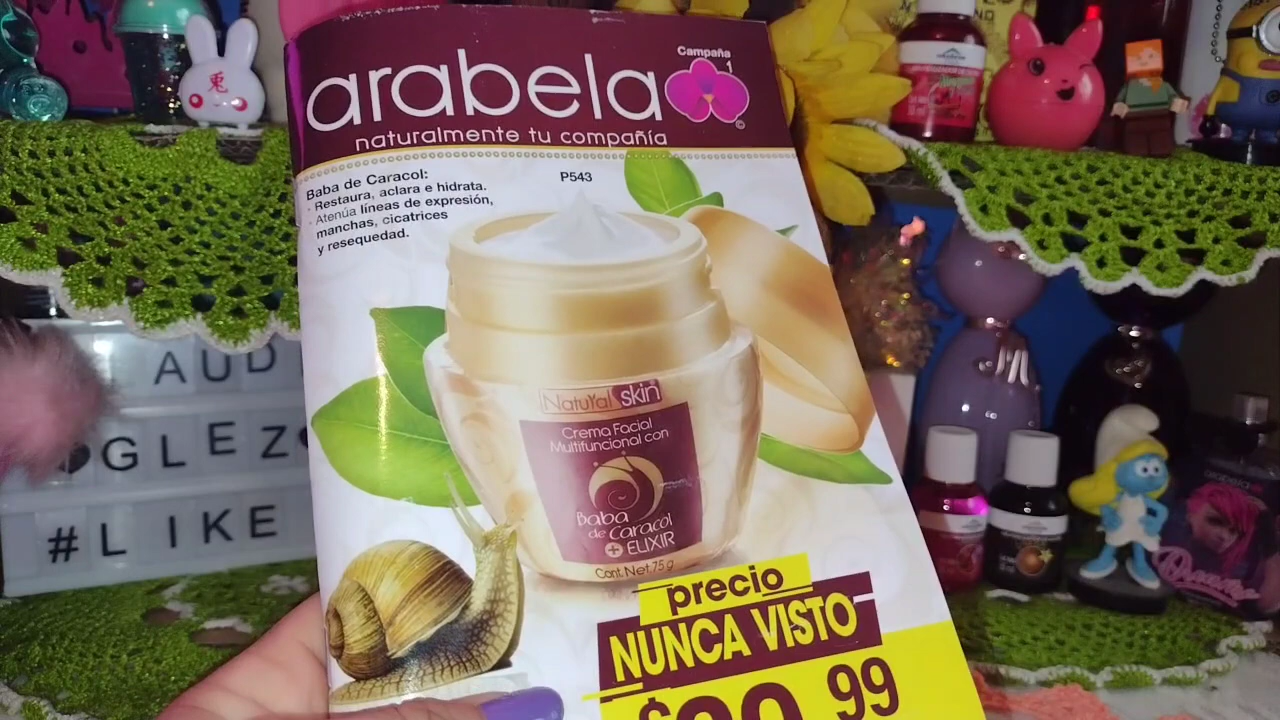 arabela
Campaña
1
naturalmente tu compañía
Baba de Caracol:
· Restaura, aclara e hidrata.
· Atenúa líneas de expresión,
manchas, cicatrices
y resequedad.
P543
Natural skin
Crema Facial
Multifuncional con
Baba
de Caracol
+ ELIXIR
Cont. Net. 75 g
precio
NUNCA VISTO
.99
AUD
GLEZ
#LIKE
兎
arabela